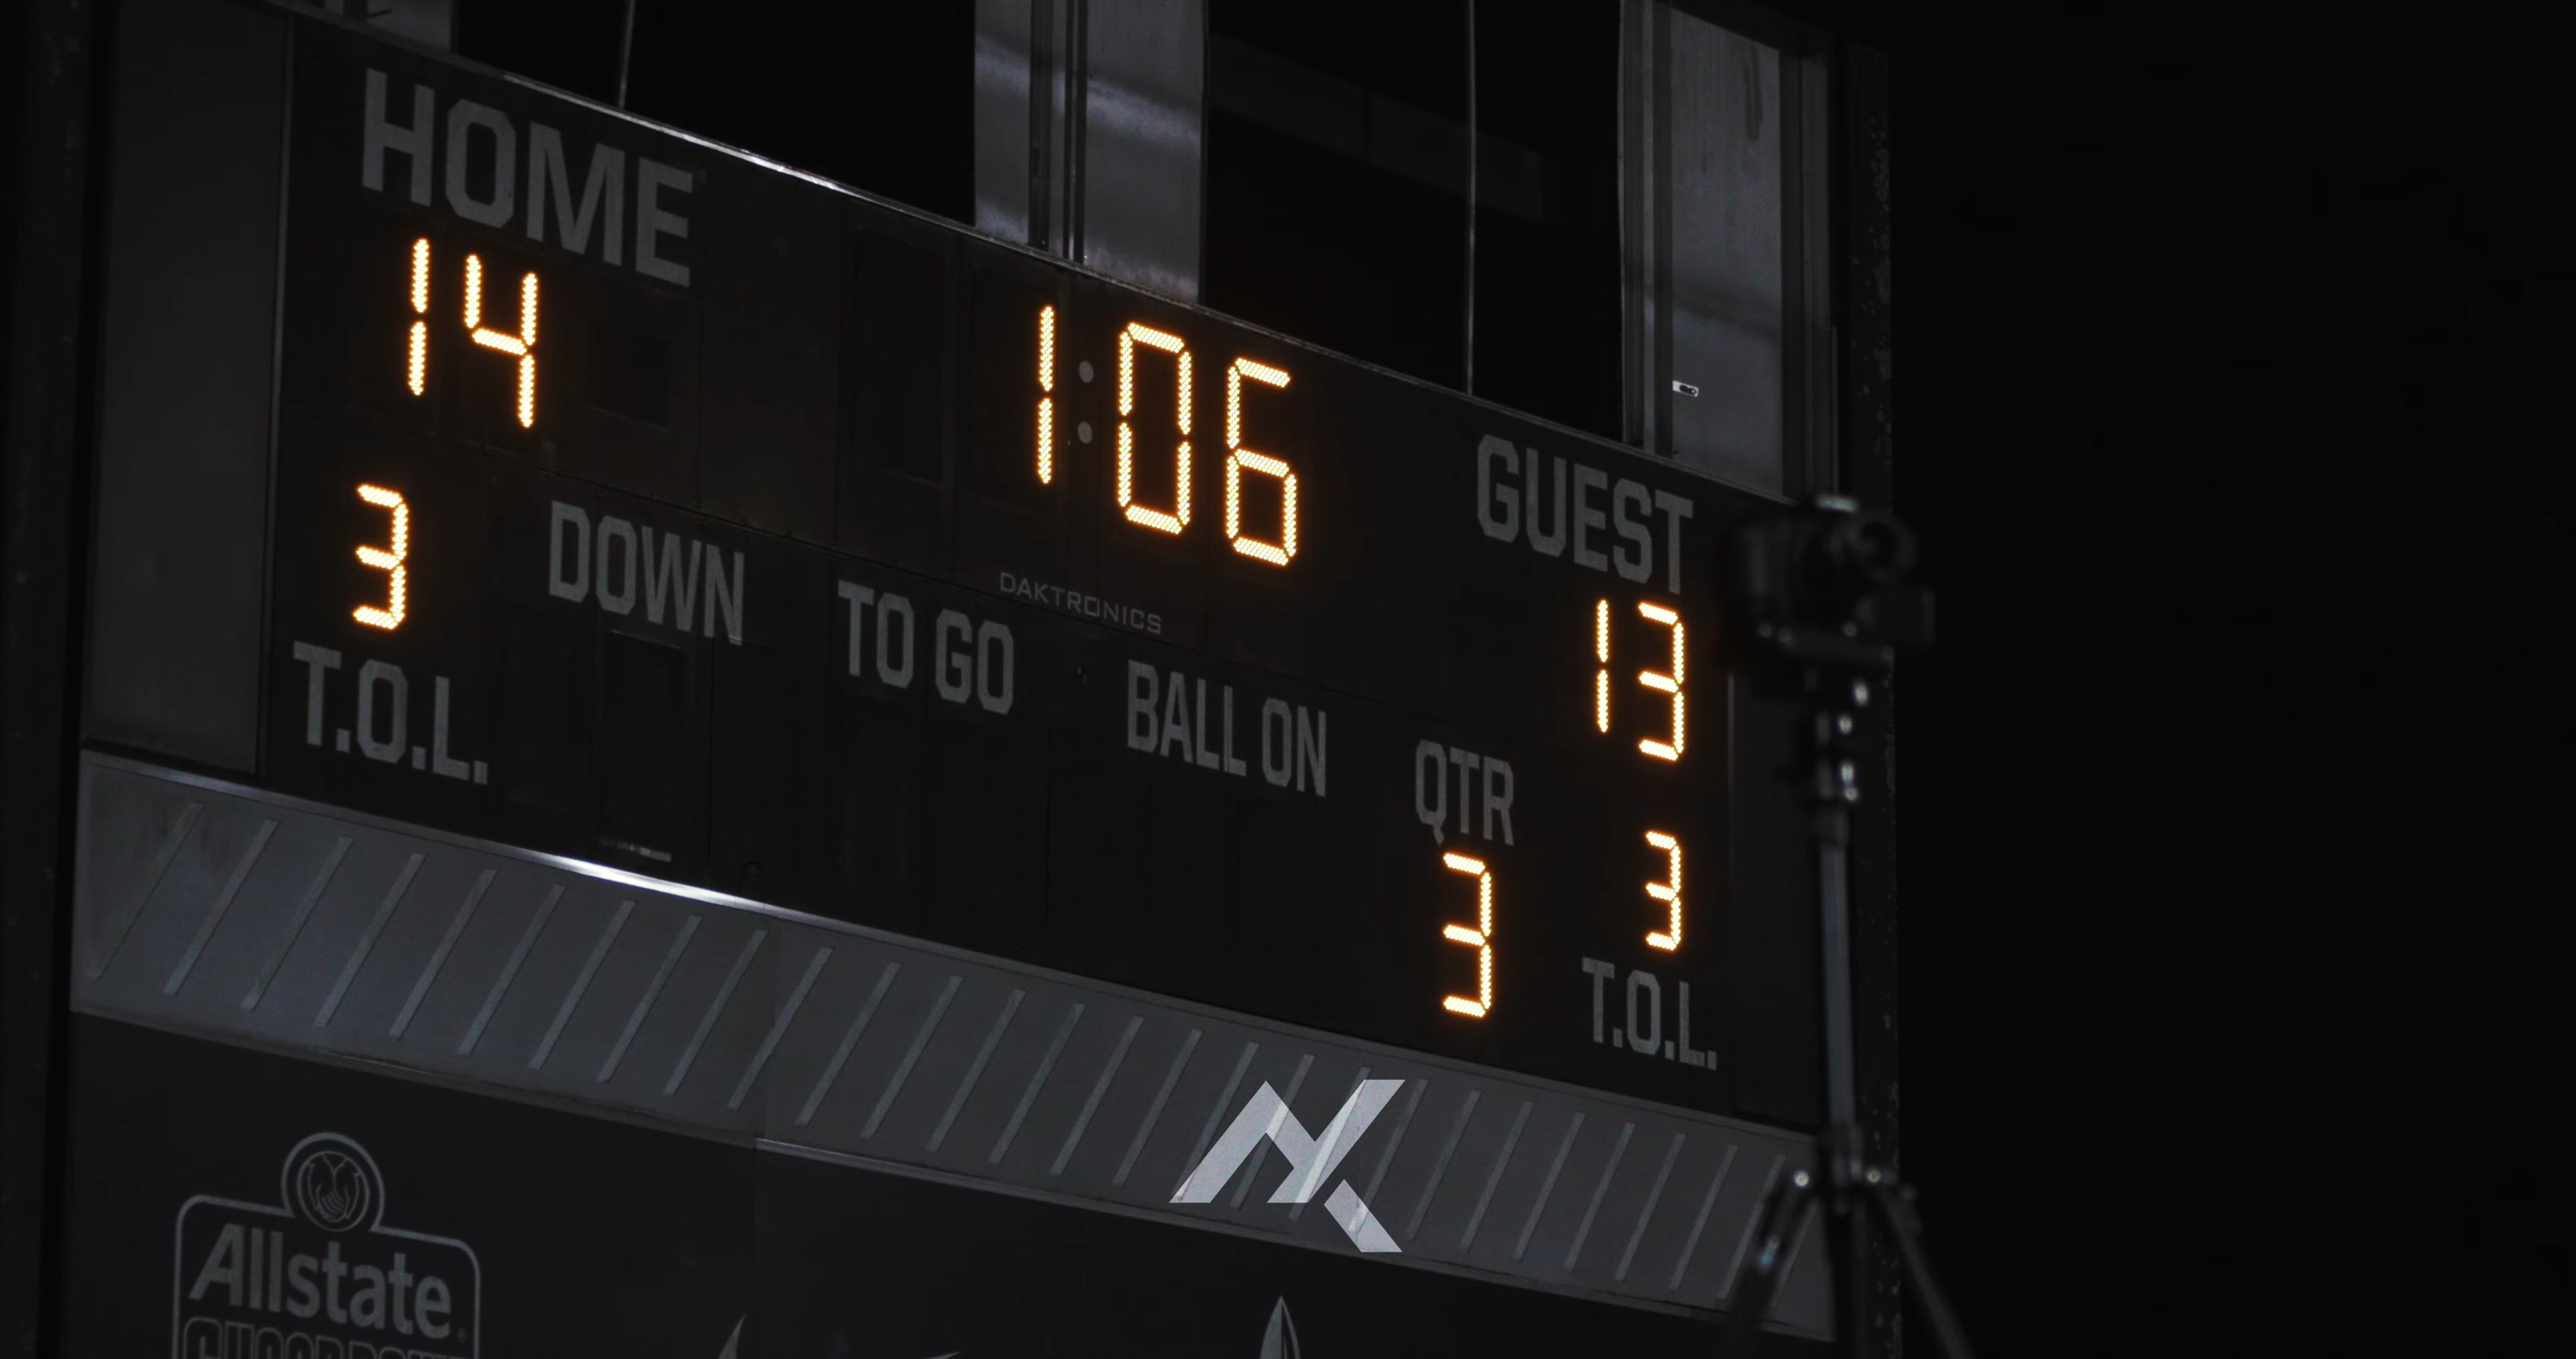 HOME
14
1:06
GUEST
13
3
DOWN
TO GO
DAKTRONICS
BALL ON
QTR
3
3
T.O.L.
T.O.L.
Allstate